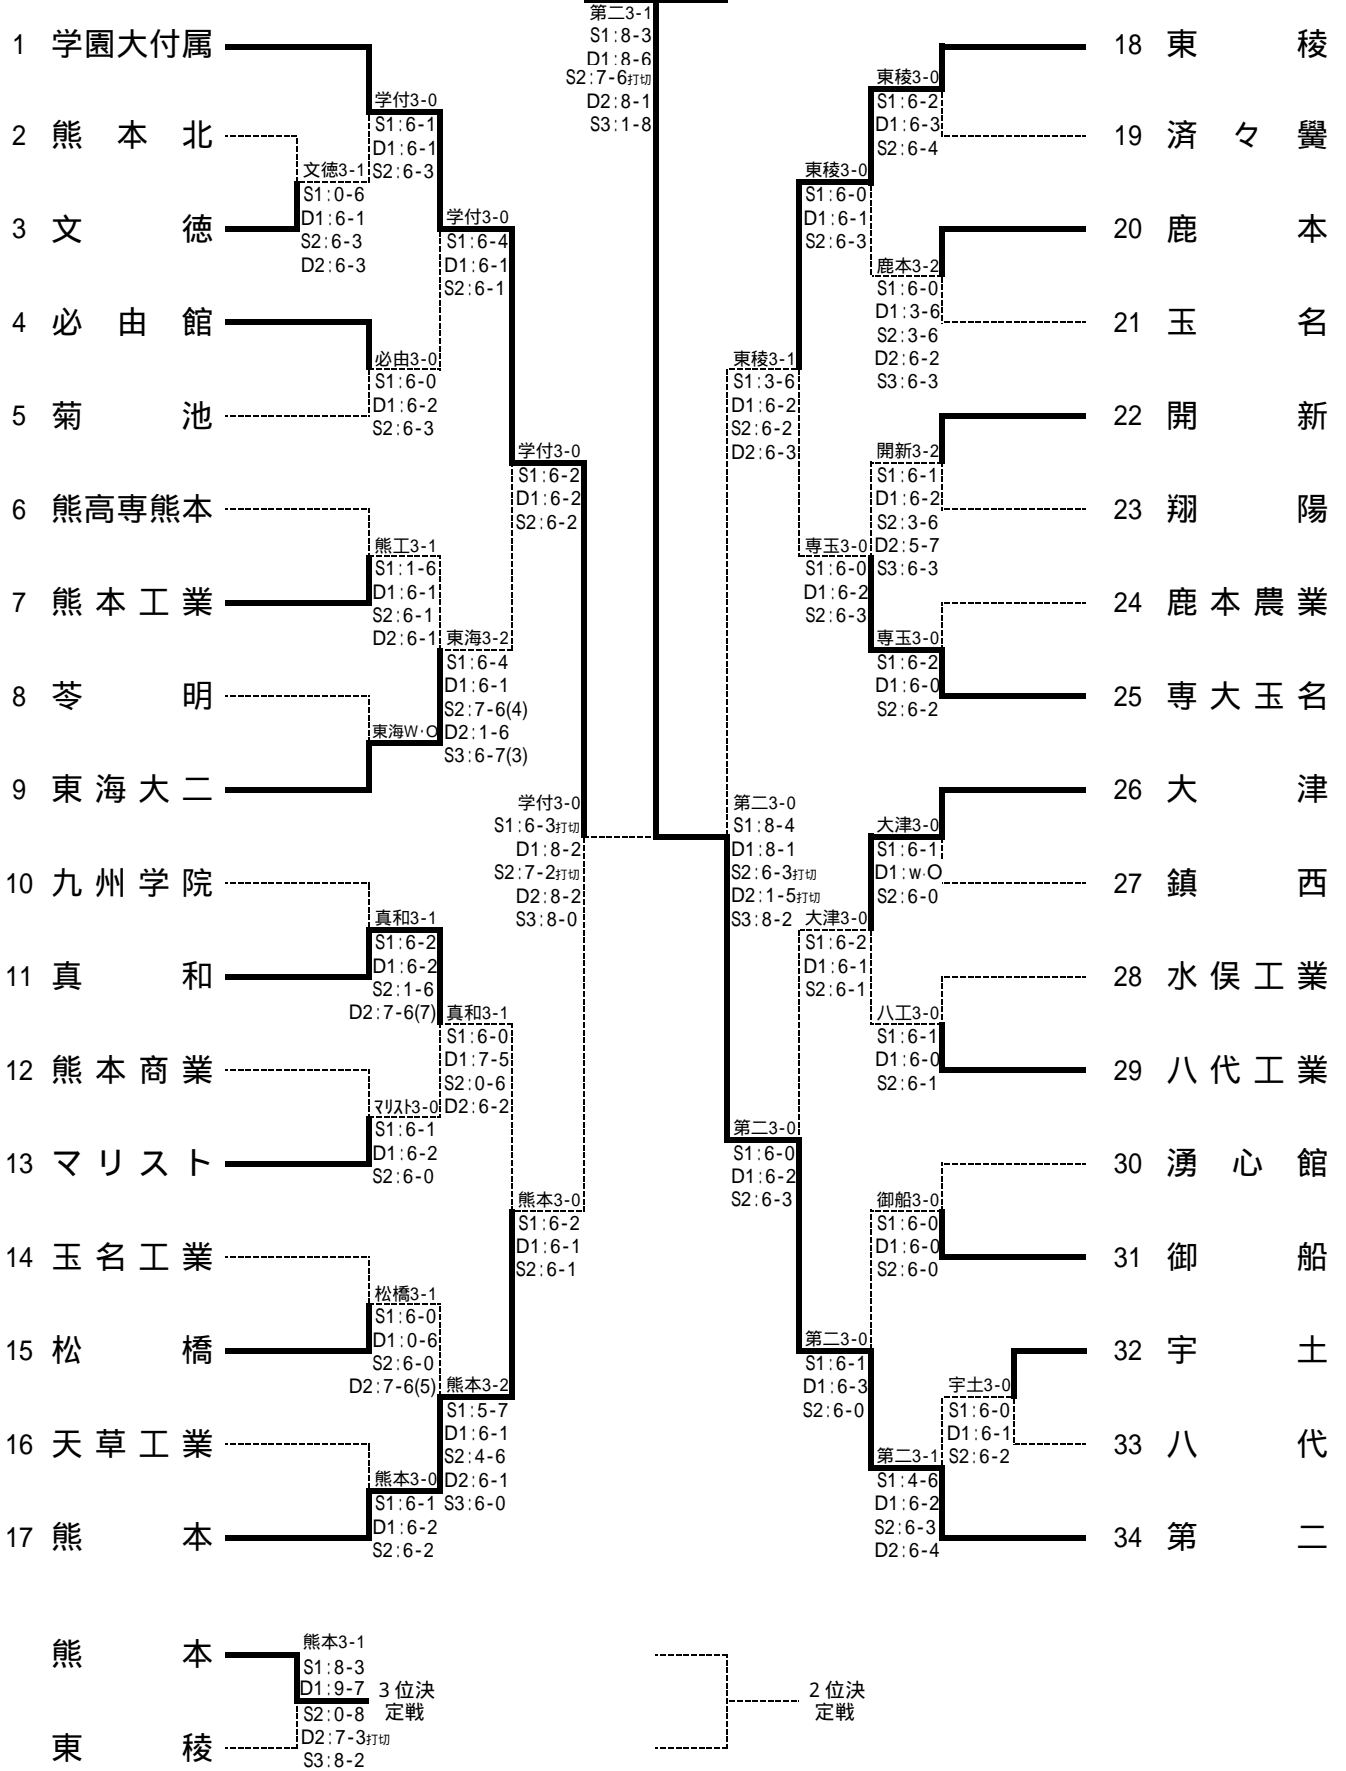 第二3-1
S1:8-3
D1:8-6
S2:7-6打切
D2:8-1
S3:1-8
1 学園大付属
2 熊本北
3 文徳
4 必由館
5 菊池
6 熊高専熊本
7 熊本工業
8 苓明
9 東海大二
10 九州学院
11 真和
12 熊本商業
13 マリスト
14 玉名工業
15 松橋
16 天草工業
17 熊本
文徳3-1
S1:0-6
D1:6-1
S2:6-3
D2:6-3
学付3-0
S1:6-1
D1:6-1
S2:6-3
必由3-0
S1:6-0
D1:6-2
S2:6-3
熊工3-1
S1:1-6
D1:6-1
S2:6-1
D2:6-1
東海W・O
真和3-1
S1:6-2
D1:6-2
S2:1-6
D2:7-6(7)
マリスト3-0
S1:6-1
D1:6-2
S2:6-0
松橋3-1
S1:6-0
D1:0-6
S2:6-0
D2:7-6(5)
熊本3-0
S1:6-1
D1:6-2
S2:6-2
学付3-0
S1:6-4
D1:6-1
S2:6-1
東海3-2
S1:6-4
D1:6-1
S2:7-6(4)
D2:1-6
S3:6-7(3)
真和3-1
S1:6-0
D1:7-5
S2:0-6
D2:6-2
熊本3-2
S1:5-7
D1:6-1
S2:4-6
D2:6-1
S3:6-0
学付3-0
S1:6-2
D1:6-2
S2:6-2
熊本3-0
S1:6-2
D1:6-1
S2:6-1
学付3-0
S1:6-3打切
D1:8-2
S2:7-2打切
D2:8-2
S3:8-0
第二3-0
S1:8-4
D1:8-1
S2:6-3打切
D2:1-5打切
S3:8-2
東稜3-1
S1:3-6
D1:6-2
S2:6-2
D2:6-3
第二3-0
S1:6-0
D1:6-2
S2:6-3
東稜3-0
S1:6-0
D1:6-1
S2:6-3
専玉3-0
S1:6-0
D1:6-2
S2:6-3
大津3-0
S1:6-2
D1:6-1
S2:6-1
第二3-0
S1:6-1
D1:6-3
S2:6-0
東稜3-0
S1:6-2
D1:6-3
S2:6-4
鹿本3-2
S1:6-0
D1:3-6
S2:3-6
D2:6-2
S3:6-3
開新3-2
S1:6-1
D1:6-2
S2:3-6
D2:5-7
S3:6-3
専玉3-0
S1:6-2
D1:6-0
S2:6-2
大津3-0
S1:6-1
D1:w・O
S2:6-0
八工3-0
S1:6-1
D1:6-0
S2:6-1
御船3-0
S1:6-0
D1:6-0
S2:6-0
第二3-1
S1:4-6
D1:6-2
S2:6-3
D2:6-4
宇土3-0
S1:6-0
D1:6-1
S2:6-2
18 東稜
19 済々黌
20 鹿本
21 玉名
22 開新
23 翔陽
24 鹿本農業
25 専大玉名
26 大津
27 鎮西
28 水俣工業
29 八代工業
30 湧心館
31 御船
32 宇土
33 八代
34 第二
熊本
東稜
熊本3-1
S1:8-3
D1:9-7
S2:0-8
D2:7-3打切
S3:8-2
3位決
定戦
2位決
定戦